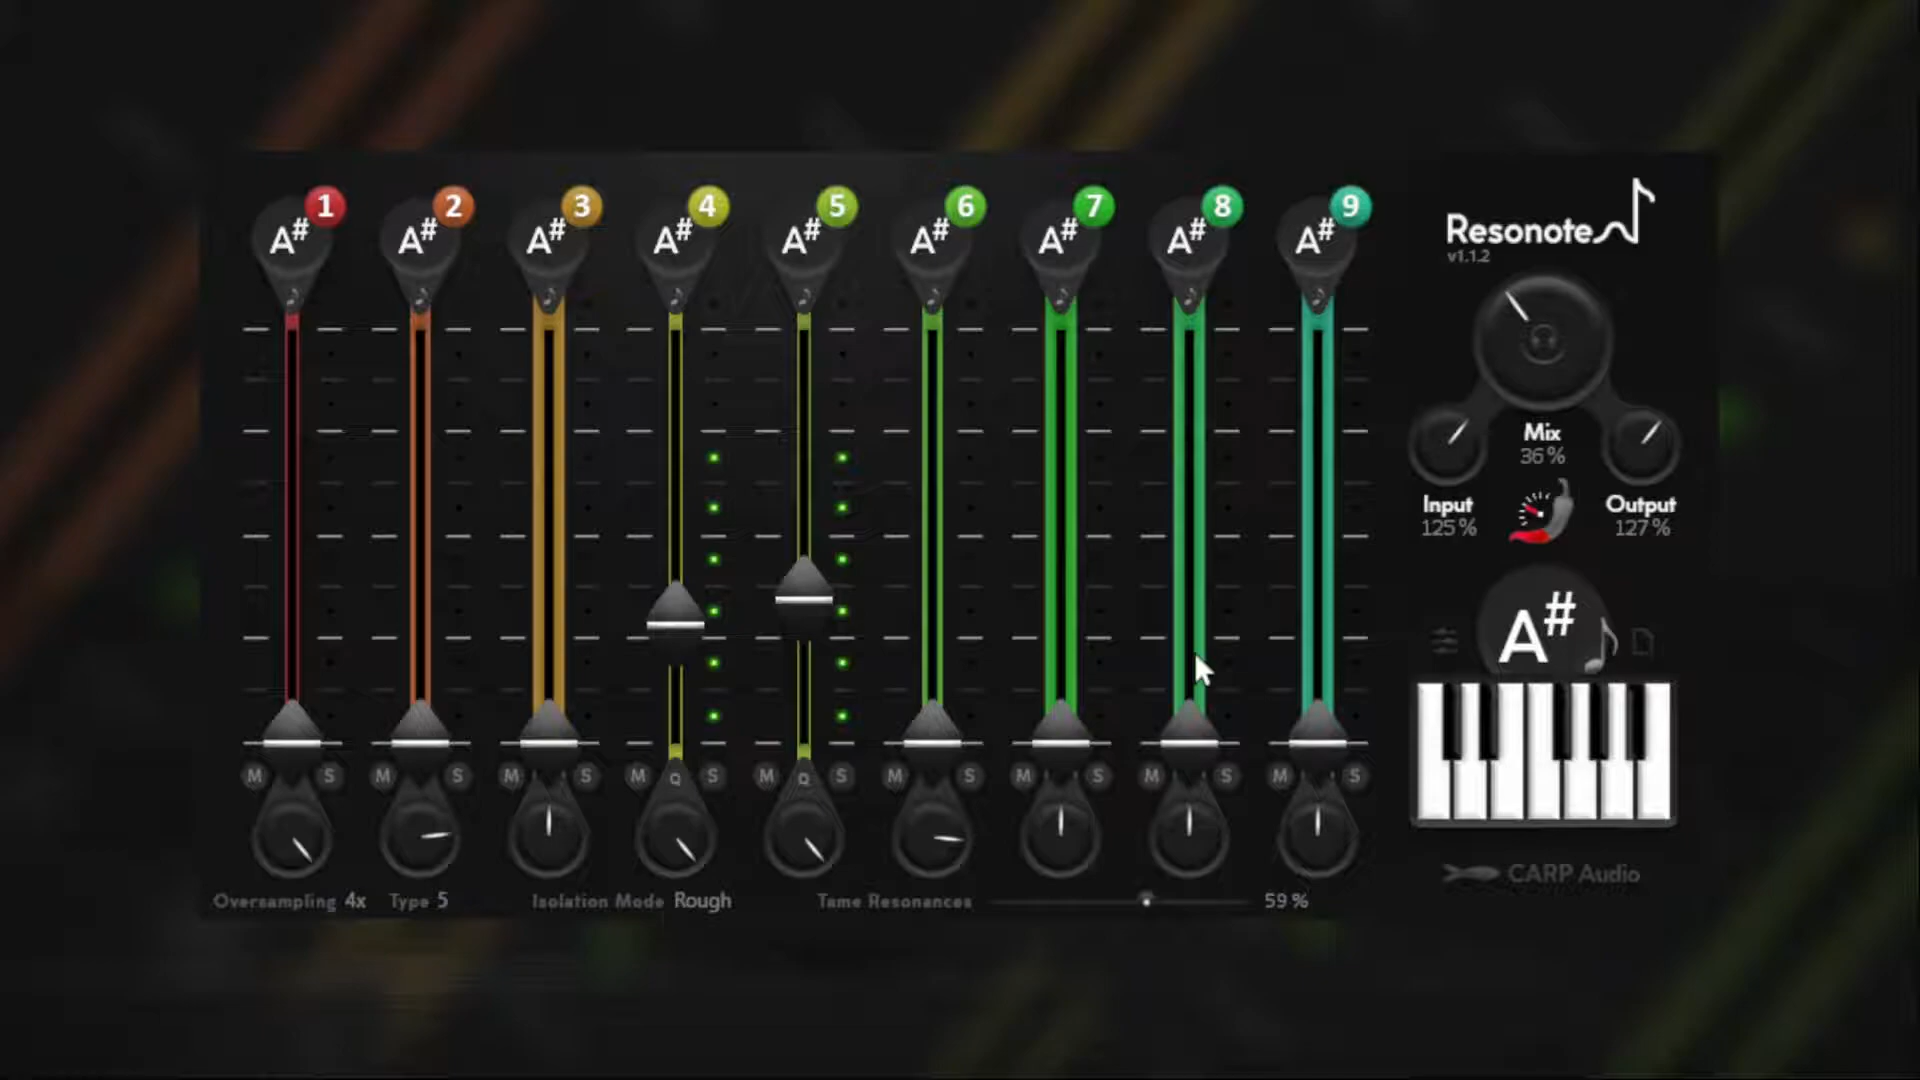 1 2 3 4 5 6 7 8 9
A# A# A# A# A# A# A# A# A#
Resonote
v1.1.2
Mix
36 %
Input
125 %
Output
127 %
A#
M S M S M S M Q S M Q S M S M S M S M S
Oversampling 4x Type 5 Isolation Mode Rough Tame Resonances 59 %
CARP Audio